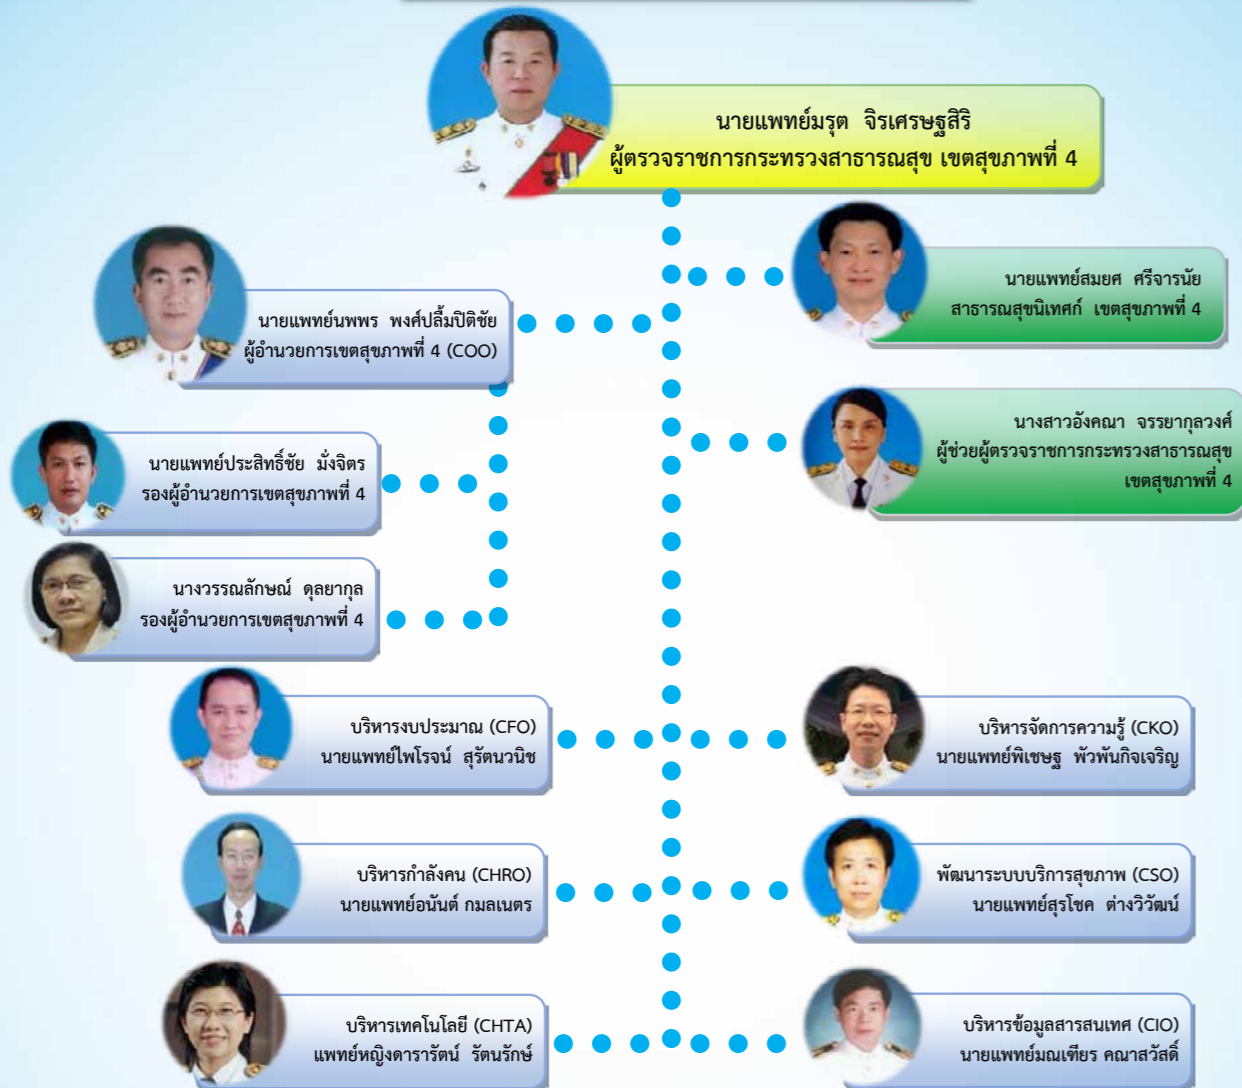 นายแพทย์มรุต จิรเศรษฐสิริ
ผู้ตรวจราชการกระทรวงสาธารณสุข เขตสุขภาพที่ 4
นายแพทย์สมยศ ศรีจารนัย
สาธารณสุขนิเทศก์ เขตสุขภาพที่ 4
นายแพทย์นพพร พงศ์ปลื้มปิติชัย
ผู้อำนวยการเขตสุขภาพที่ 4 (COO)
นางสาวอังคณา จรรยากุลวงศ์
ผู้ช่วยผู้ตรวจราชการกระทรวงสาธารณสุข
เขตสุขภาพที่ 4
นายแพทย์ประสิทธิ์ชัย มั่งจิตร
รองผู้อำนวยการเขตสุขภาพที่ 4
นางวรรณลักษณ์ ดุลยากุล
รองผู้อำนวยการเขตสุขภาพที่ 4
บริหารงบประมาณ (CFO)
นายแพทย์ไพโรจน์ สุรัตนวนิช
บริหารจัดการความรู้ (CKO)
นายแพทย์พิเชษฐ พัวพันกิจเจริญ
บริหารกำลังคน (CHRO)
นายแพทย์อนันต์ กมลเนตร
พัฒนาระบบบริการสุขภาพ (CSO)
นายแพทย์สุรโชค ต่างวิวัฒน์
บริหารเทคโนโลยี (CHTA)
แพทย์หญิงดารารัตน์ รัตนรักษ์
บริหารข้อมูลสารสนเทศ (CIO)
นายแพทย์มณเฑียร คณาสวัสดิ์